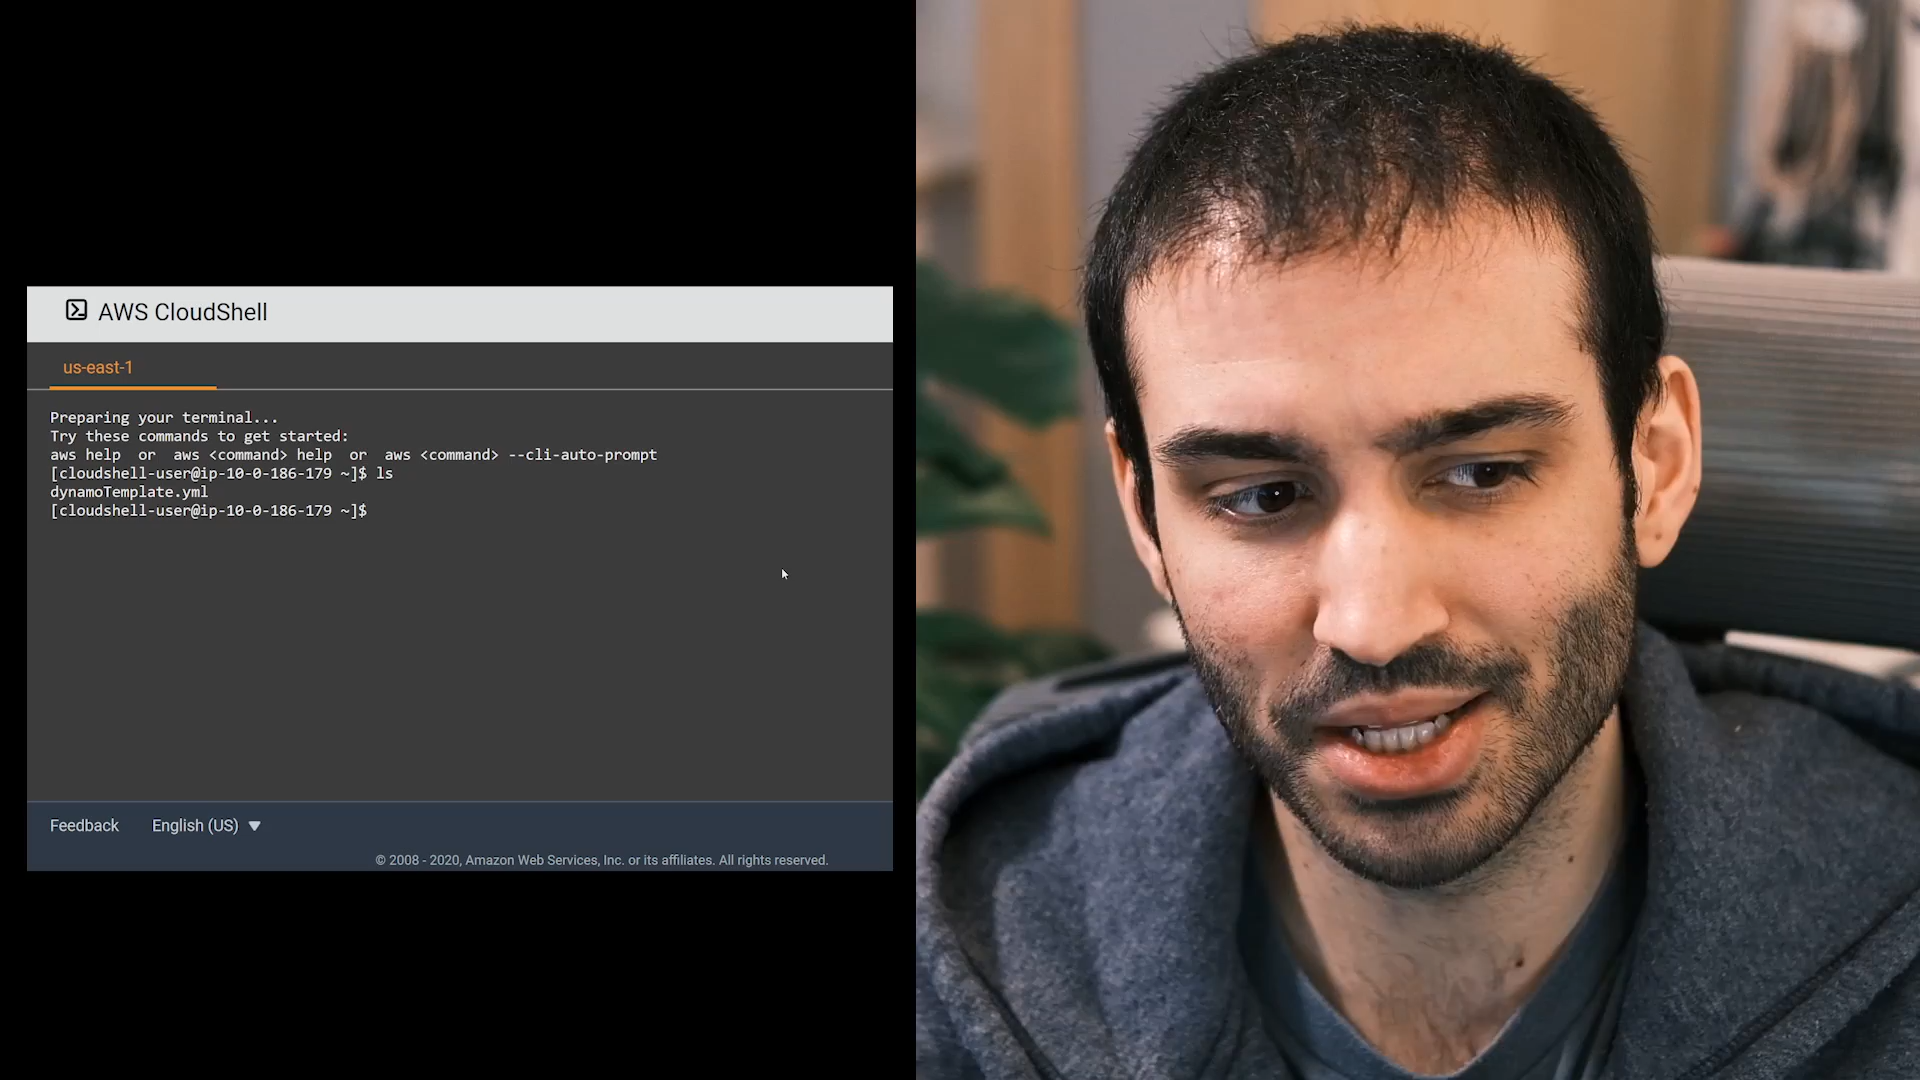 AWS CloudShell
us-east-1
Preparing your terminal...
Try these commands to get started:
aws help  or  aws <command> help  or  aws <command> --cli-auto-prompt
[cloudshell-user@ip-10-0-186-179 ~]$ ls
dynamoTemplate.yml
[cloudshell-user@ip-10-0-186-179 ~]$
Feedback English (US)
© 2008 - 2020, Amazon Web Services, Inc. or its affiliates. All rights reserved.